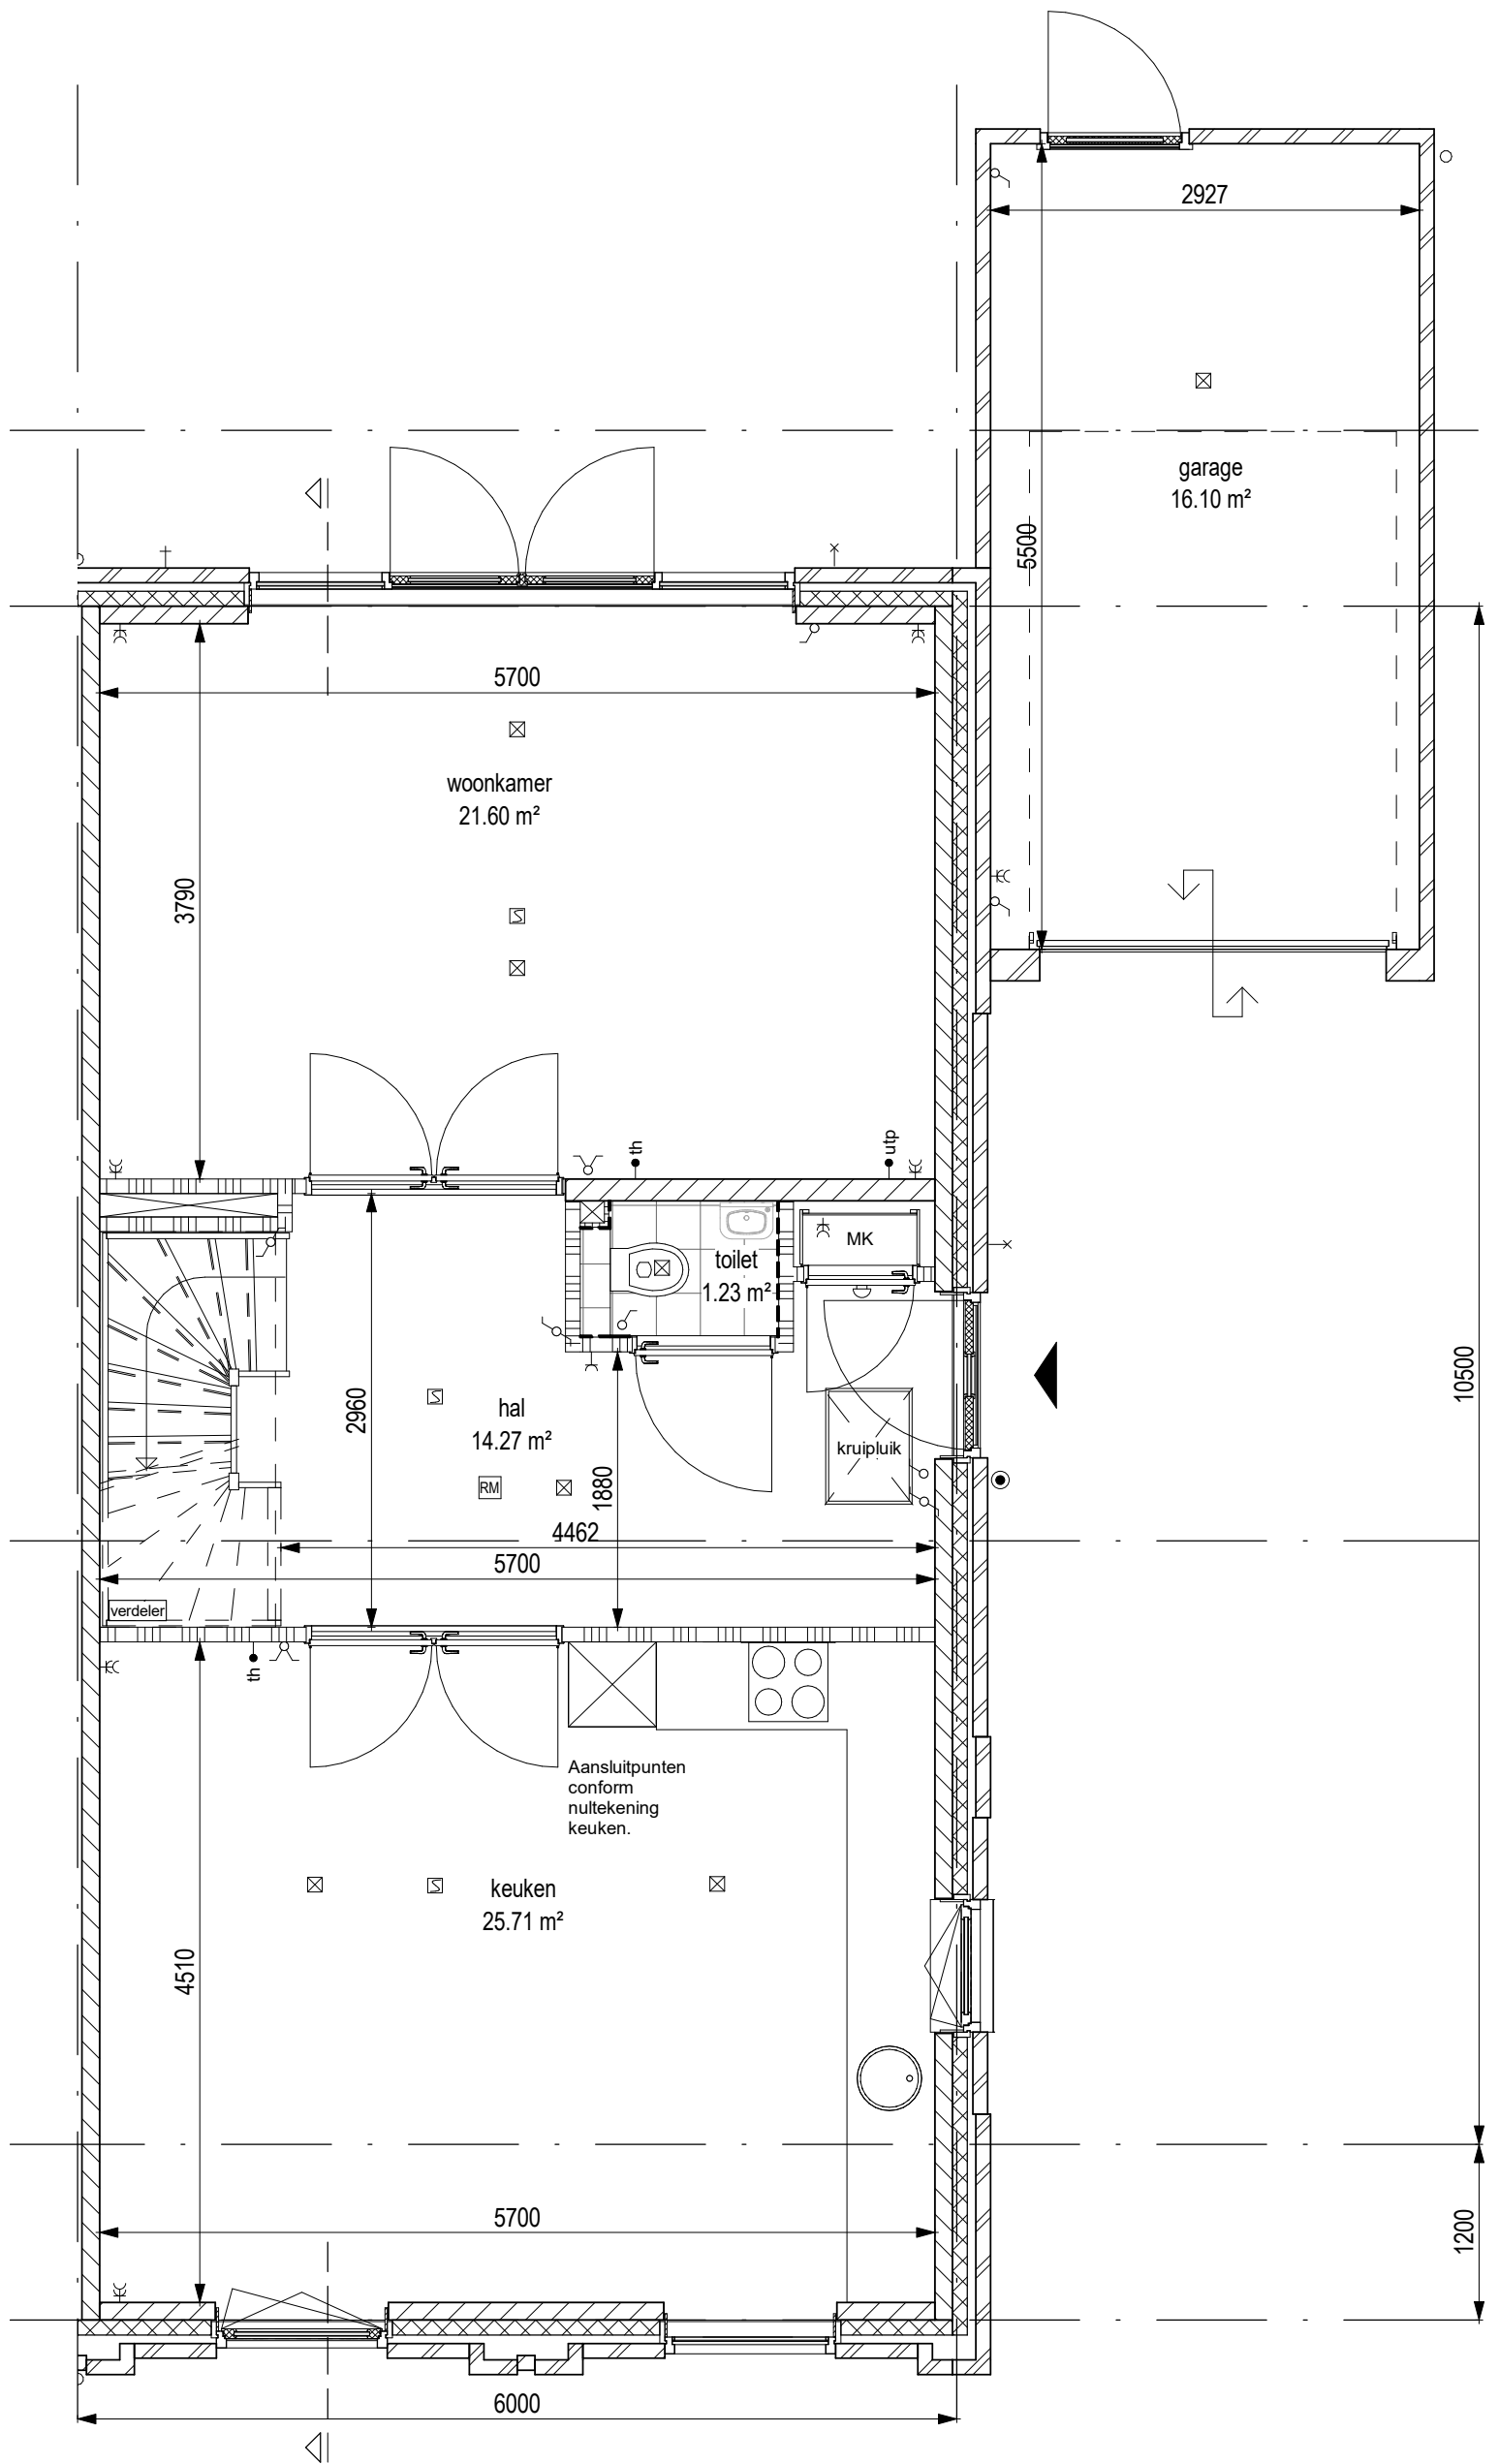 2927
garage
16.10 m²
5500
5700
woonkamer
21.60 m²
3790
th
utp
MK
toilet
1.23 m²
2960
hal
14.27 m²
kruipluik
RM
1880
4462
5700
10500
verdeler
th
Aansluitpunten
conform
nultekening
keuken.
keuken
25.71 m²
4510
5700
1200
6000